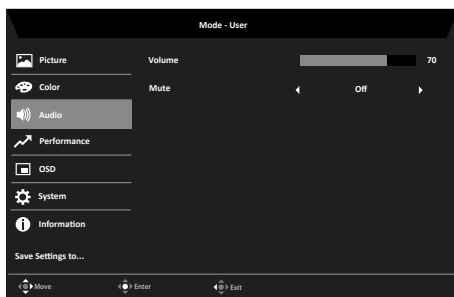 Mode - User
Picture
Volume 70
Color
Mute Off
Audio
Performance
OSD
System
Information
Save Settings to...
Move Enter Exit